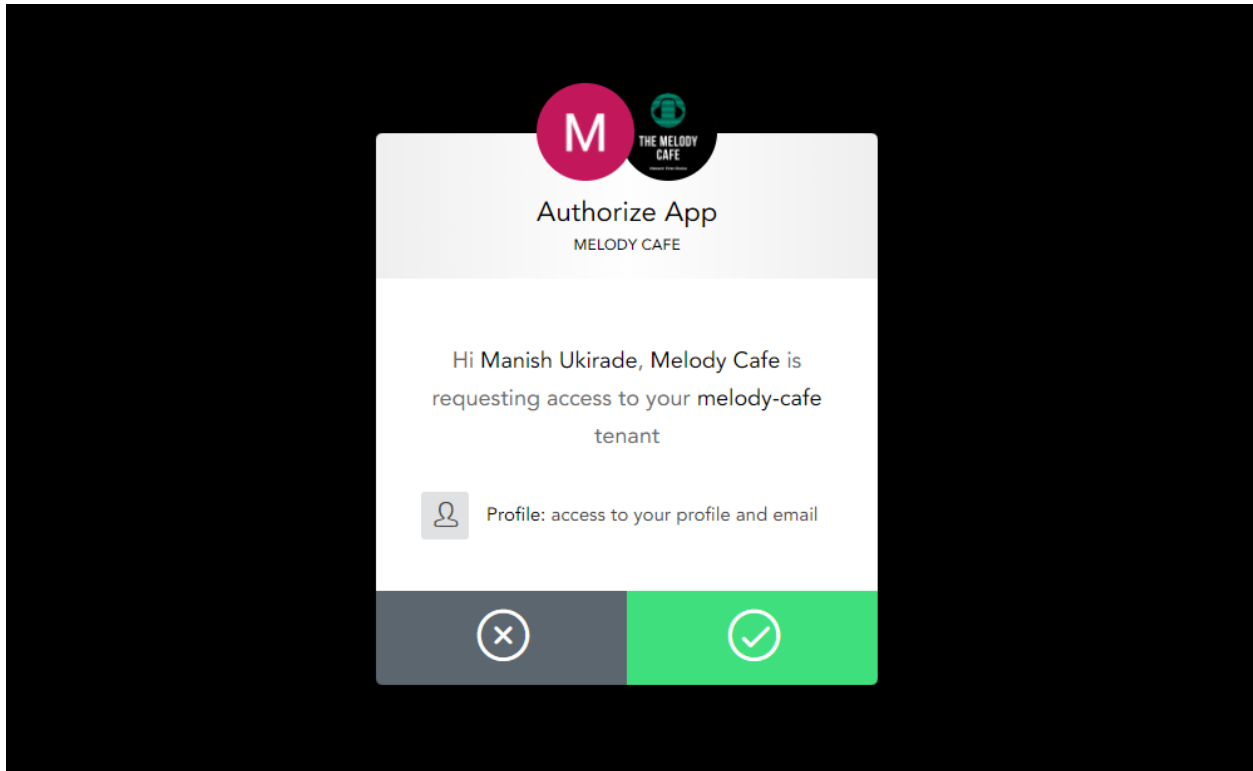 M
THE MELODY
CAFE
Authorize App
MELODY CAFE
Hi Manish Ukirade, Melody Cafe is
requesting access to your melody-cafe
tenant
Profile: access to your profile and email